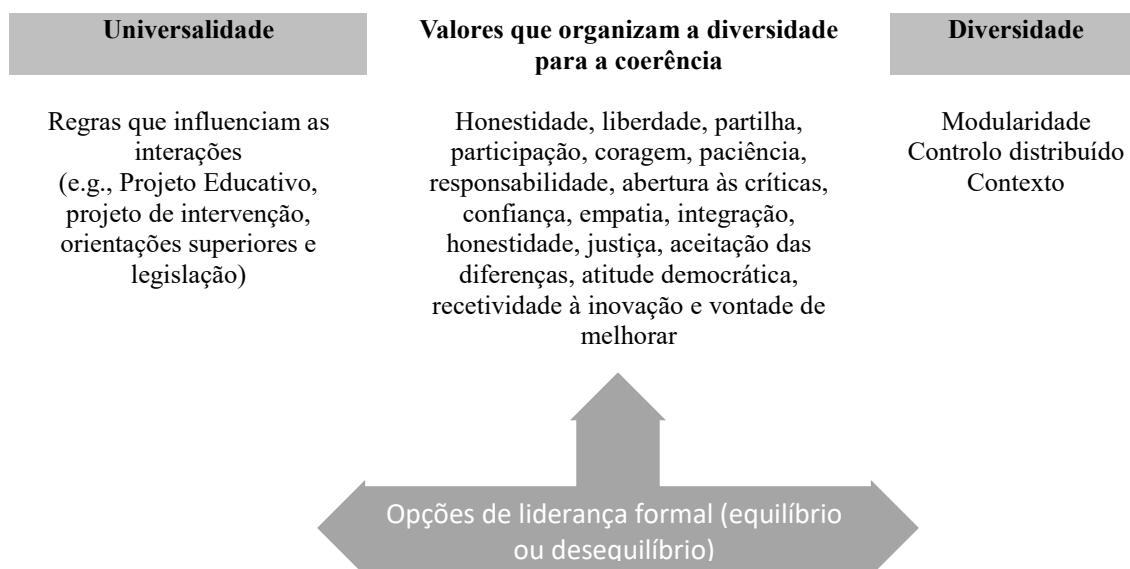 Universalidade
Regras que influenciam as
interações
(e.g., Projeto Educativo,
projeto de intervenção,
orientações superiores e
legislação)
Valores que organizam a diversidade
para a coerência
Honestidade, liberdade, partilha,
participação, coragem, paciência,
responsabilidade, abertura às críticas,
confiança, empatia, integração,
honestidade, justiça, aceitação das
diferenças, atitude democrática,
recetividade à inovação e vontade de
melhorar
Diversidade
Modularidade
Controlo distribuído
Contexto
Opções de liderança formal (equilíbrio
ou desequilíbrio)